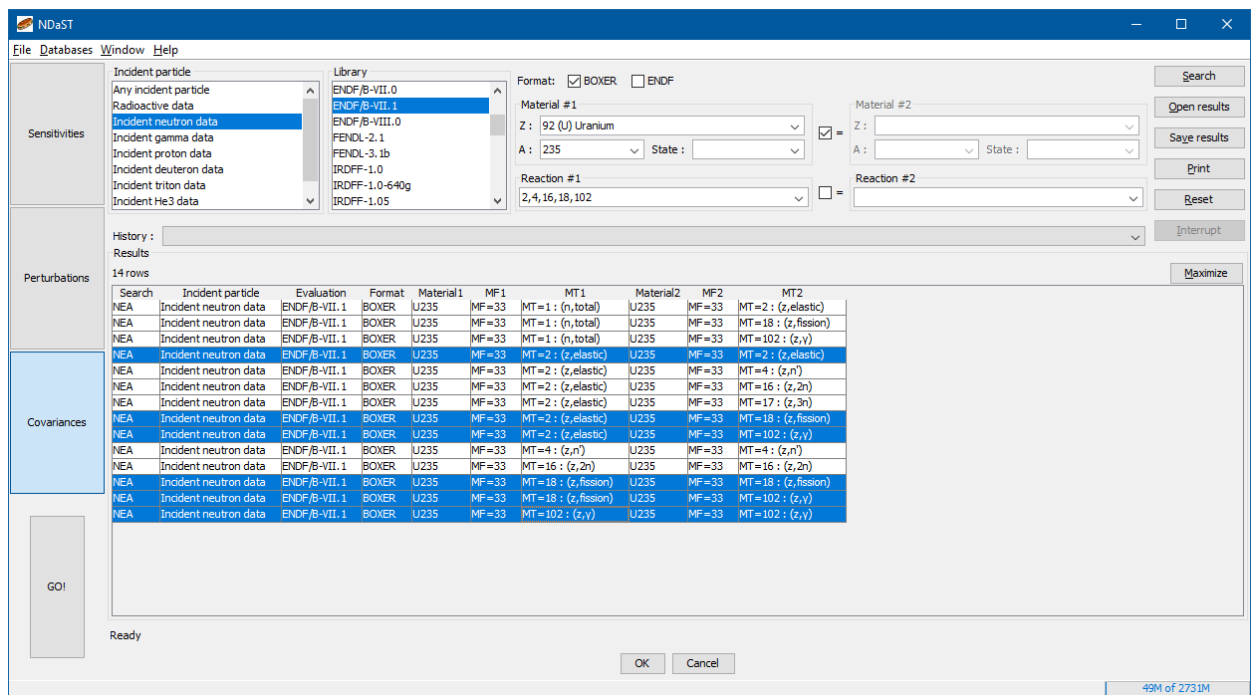 NDaST
File Databases Window Help
Sensitivities
Perturbations
Covariances
GO!
Incident particle
Any incident particle
Radioactive data
Incident neutron data
Incident gamma data
Incident proton data
Incident deuteron data
Incident triton data
Incident He3 data
Library
ENDF/B-VII.0
ENDF/B-VII.1
ENDF/B-VIII.0
FENDL-2.1
FENDL-3.1b
IRDFF-1.0
IRDFF-1.0-640g
IRDFF-1.05
Format: BOXER ENDF
Material #1
Z : 92 (U) Uranium
A : 235 State :
=
Material #2
Z :
A : State :
Reaction #1
2,4,16,18,102
=
Reaction #2
Search
Open results
Save results
Print
Reset
Interrupt
History :
Results
14 rows
Maximize
Search Incident particle Evaluation Format Material1 MF1 MT1 Material2 MF2 MT2
NEA Incident neutron data ENDF/B-VII.1 BOXER U235 MF=33 MT=1 : (n,total) U235 MF=33 MT=2 : (z,elastic)
NEA Incident neutron data ENDF/B-VII.1 BOXER U235 MF=33 MT=1 : (n,total) U235 MF=33 MT=18 : (z,fission)
NEA Incident neutron data ENDF/B-VII.1 BOXER U235 MF=33 MT=1 : (n,total) U235 MF=33 MT=102 : (z,γ)
NEA Incident neutron data ENDF/B-VII.1 BOXER U235 MF=33 MT=2 : (z,elastic) U235 MF=33 MT=2 : (z,elastic)
NEA Incident neutron data ENDF/B-VII.1 BOXER U235 MF=33 MT=2 : (z,elastic) U235 MF=33 MT=4 : (z,n')
NEA Incident neutron data ENDF/B-VII.1 BOXER U235 MF=33 MT=2 : (z,elastic) U235 MF=33 MT=16 : (z,2n)
NEA Incident neutron data ENDF/B-VII.1 BOXER U235 MF=33 MT=2 : (z,elastic) U235 MF=33 MT=17 : (z,3n)
NEA Incident neutron data ENDF/B-VII.1 BOXER U235 MF=33 MT=2 : (z,elastic) U235 MF=33 MT=18 : (z,fission)
NEA Incident neutron data ENDF/B-VII.1 BOXER U235 MF=33 MT=2 : (z,elastic) U235 MF=33 MT=102 : (z,γ)
NEA Incident neutron data ENDF/B-VII.1 BOXER U235 MF=33 MT=4 : (z,n') U235 MF=33 MT=4 : (z,n')
NEA Incident neutron data ENDF/B-VII.1 BOXER U235 MF=33 MT=16 : (z,2n) U235 MF=33 MT=16 : (z,2n)
NEA Incident neutron data ENDF/B-VII.1 BOXER U235 MF=33 MT=18 : (z,fission) U235 MF=33 MT=18 : (z,fission)
NEA Incident neutron data ENDF/B-VII.1 BOXER U235 MF=33 MT=18 : (z,fission) U235 MF=33 MT=102 : (z,γ)
NEA Incident neutron data ENDF/B-VII.1 BOXER U235 MF=33 MT=102 : (z,γ) U235 MF=33 MT=102 : (z,γ)
Ready
OK Cancel
49M of 2731M